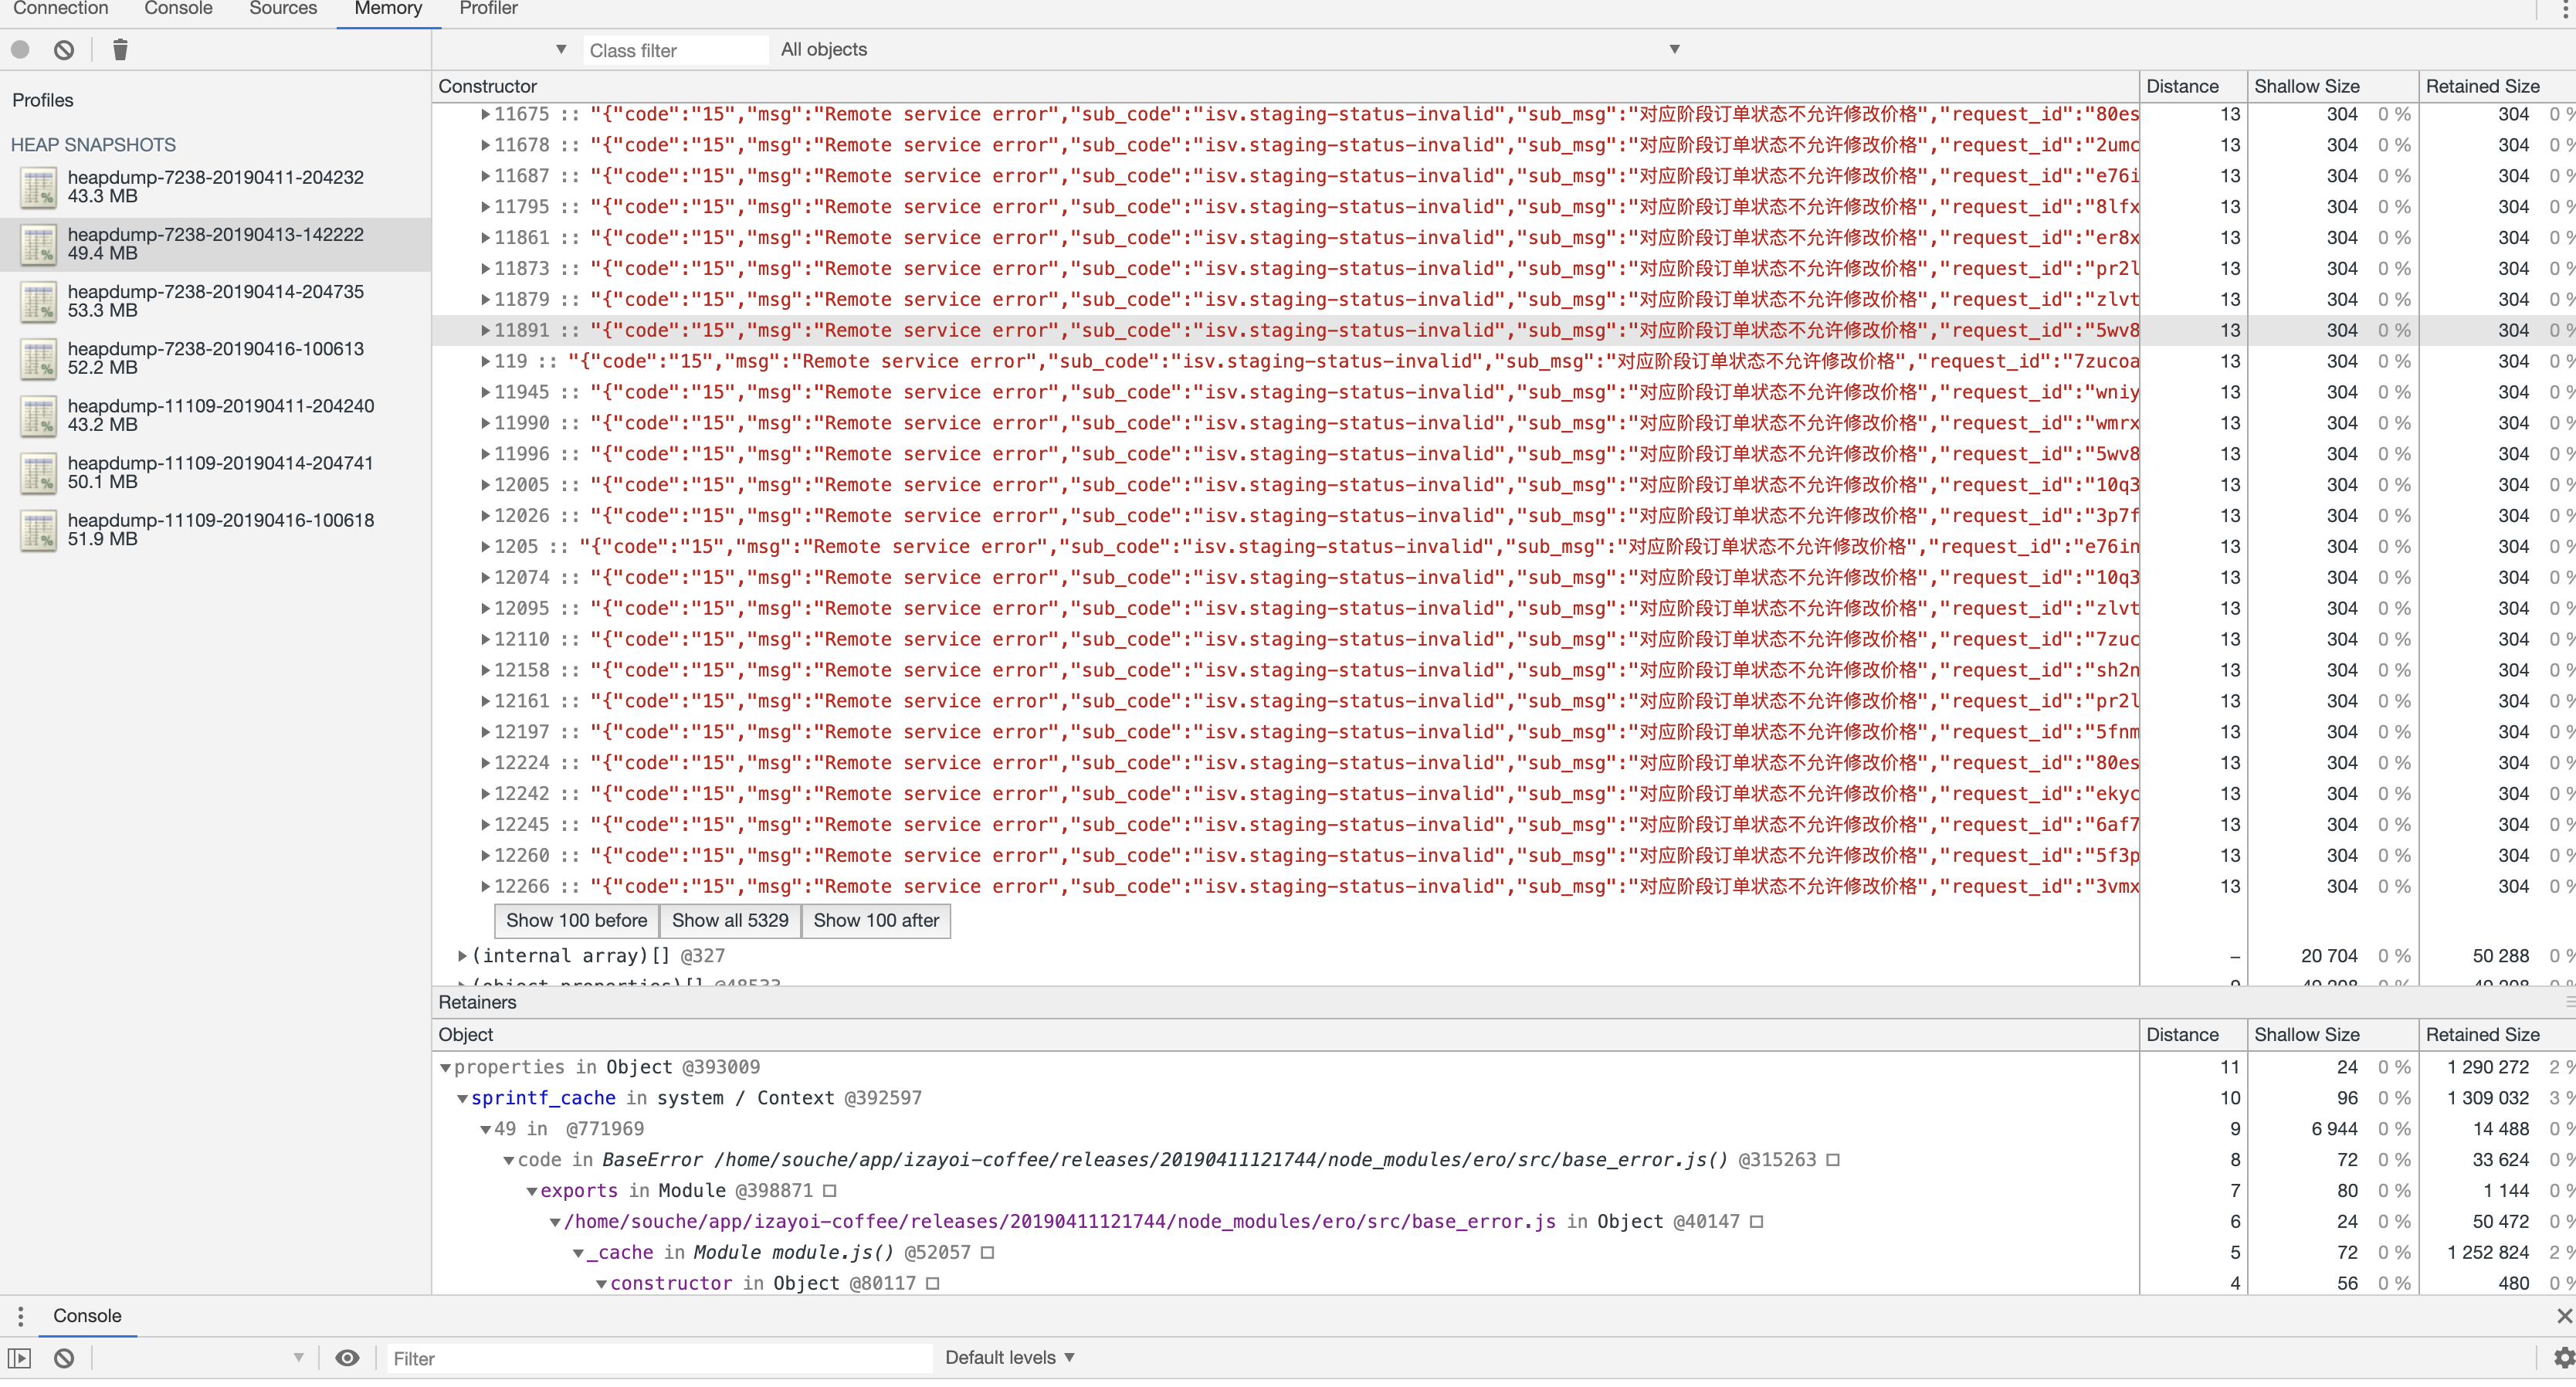 Connection Console Sources Memory Profiler
Class filter All objects
Profiles
HEAP SNAPSHOTS
heapdump-7238-20190411-204232
43.3 MB
heapdump-7238-20190413-142222
49.4 MB
heapdump-7238-20190414-204735
53.3 MB
heapdump-7238-20190416-100613
52.2 MB
heapdump-11109-20190411-204240
43.2 MB
heapdump-11109-20190414-204741
50.1 MB
heapdump-11109-20190416-100618
51.9 MB
Constructor Distance Shallow Size Retained Size
11675 :: "{"code":"15","msg":"Remote service error","sub_code":"isv.staging-status-invalid","sub_msg":"对应阶段订单状态不允许修改价格","request_id":"80es 13 304 0 % 304 0 %
11678 :: "{"code":"15","msg":"Remote service error","sub_code":"isv.staging-status-invalid","sub_msg":"对应阶段订单状态不允许修改价格","request_id":"2umc 13 304 0 % 304 0 %
11687 :: "{"code":"15","msg":"Remote service error","sub_code":"isv.staging-status-invalid","sub_msg":"对应阶段订单状态不允许修改价格","request_id":"e76i 13 304 0 % 304 0 %
11795 :: "{"code":"15","msg":"Remote service error","sub_code":"isv.staging-status-invalid","sub_msg":"对应阶段订单状态不允许修改价格","request_id":"8lfx 13 304 0 % 304 0 %
11861 :: "{"code":"15","msg":"Remote service error","sub_code":"isv.staging-status-invalid","sub_msg":"对应阶段订单状态不允许修改价格","request_id":"er8x 13 304 0 % 304 0 %
11873 :: "{"code":"15","msg":"Remote service error","sub_code":"isv.staging-status-invalid","sub_msg":"对应阶段订单状态不允许修改价格","request_id":"pr2l 13 304 0 % 304 0 %
11879 :: "{"code":"15","msg":"Remote service error","sub_code":"isv.staging-status-invalid","sub_msg":"对应阶段订单状态不允许修改价格","request_id":"zlvt 13 304 0 % 304 0 %
11891 :: "{"code":"15","msg":"Remote service error","sub_code":"isv.staging-status-invalid","sub_msg":"对应阶段订单状态不允许修改价格","request_id":"5wv8 13 304 0 % 304 0 %
119 :: "{"code":"15","msg":"Remote service error","sub_code":"isv.staging-status-invalid","sub_msg":"对应阶段订单状态不允许修改价格","request_id":"7zucoa 13 304 0 % 304 0 %
11945 :: "{"code":"15","msg":"Remote service error","sub_code":"isv.staging-status-invalid","sub_msg":"对应阶段订单状态不允许修改价格","request_id":"wniy 13 304 0 % 304 0 %
11990 :: "{"code":"15","msg":"Remote service error","sub_code":"isv.staging-status-invalid","sub_msg":"对应阶段订单状态不允许修改价格","request_id":"wmrx 13 304 0 % 304 0 %
11996 :: "{"code":"15","msg":"Remote service error","sub_code":"isv.staging-status-invalid","sub_msg":"对应阶段订单状态不允许修改价格","request_id":"5wv8 13 304 0 % 304 0 %
12005 :: "{"code":"15","msg":"Remote service error","sub_code":"isv.staging-status-invalid","sub_msg":"对应阶段订单状态不允许修改价格","request_id":"10q3 13 304 0 % 304 0 %
12026 :: "{"code":"15","msg":"Remote service error","sub_code":"isv.staging-status-invalid","sub_msg":"对应阶段订单状态不允许修改价格","request_id":"3p7f 13 304 0 % 304 0 %
1205 :: "{"code":"15","msg":"Remote service error","sub_code":"isv.staging-status-invalid","sub_msg":"对应阶段订单状态不允许修改价格","request_id":"e76in 13 304 0 % 304 0 %
12074 :: "{"code":"15","msg":"Remote service error","sub_code":"isv.staging-status-invalid","sub_msg":"对应阶段订单状态不允许修改价格","request_id":"10q3 13 304 0 % 304 0 %
12095 :: "{"code":"15","msg":"Remote service error","sub_code":"isv.staging-status-invalid","sub_msg":"对应阶段订单状态不允许修改价格","request_id":"zlvt 13 304 0 % 304 0 %
12110 :: "{"code":"15","msg":"Remote service error","sub_code":"isv.staging-status-invalid","sub_msg":"对应阶段订单状态不允许修改价格","request_id":"7zuc 13 304 0 % 304 0 %
12158 :: "{"code":"15","msg":"Remote service error","sub_code":"isv.staging-status-invalid","sub_msg":"对应阶段订单状态不允许修改价格","request_id":"sh2n 13 304 0 % 304 0 %
12161 :: "{"code":"15","msg":"Remote service error","sub_code":"isv.staging-status-invalid","sub_msg":"对应阶段订单状态不允许修改价格","request_id":"pr2l 13 304 0 % 304 0 %
12197 :: "{"code":"15","msg":"Remote service error","sub_code":"isv.staging-status-invalid","sub_msg":"对应阶段订单状态不允许修改价格","request_id":"5fnm 13 304 0 % 304 0 %
12224 :: "{"code":"15","msg":"Remote service error","sub_code":"isv.staging-status-invalid","sub_msg":"对应阶段订单状态不允许修改价格","request_id":"80es 13 304 0 % 304 0 %
12242 :: "{"code":"15","msg":"Remote service error","sub_code":"isv.staging-status-invalid","sub_msg":"对应阶段订单状态不允许修改价格","request_id":"ekyc 13 304 0 % 304 0 %
12245 :: "{"code":"15","msg":"Remote service error","sub_code":"isv.staging-status-invalid","sub_msg":"对应阶段订单状态不允许修改价格","request_id":"6af7 13 304 0 % 304 0 %
12260 :: "{"code":"15","msg":"Remote service error","sub_code":"isv.staging-status-invalid","sub_msg":"对应阶段订单状态不允许修改价格","request_id":"5f3p 13 304 0 % 304 0 %
12266 :: "{"code":"15","msg":"Remote service error","sub_code":"isv.staging-status-invalid","sub_msg":"对应阶段订单状态不允许修改价格","request_id":"3vmx 13 304 0 % 304 0 %
Show 100 before Show all 5329 Show 100 after
(internal array)[] @327 – 20 704 0 % 50 288 0 %
Retainers
Object Distance Shallow Size Retained Size
properties in Object @393009 11 24 0 % 1 290 272 2 %
sprintf_cache in system / Context @392597 10 96 0 % 1 309 032 3 %
49 in @771969 9 6 944 0 % 14 488 0 %
code in BaseError /home/souche/app/izayoi-coffee/releases/20190411121744/node_modules/ero/src/base_error.js() @315263 8 72 0 % 33 624 0 %
exports in Module @398871 7 80 0 % 1 144 0 %
/home/souche/app/izayoi-coffee/releases/20190411121744/node_modules/ero/src/base_error.js in Object @40147 6 24 0 % 50 472 0 %
_cache in Module module.js() @52057 5 72 0 % 1 252 824 2 %
constructor in Object @80117 4 56 0 % 480 0 %
Console
Filter Default levels